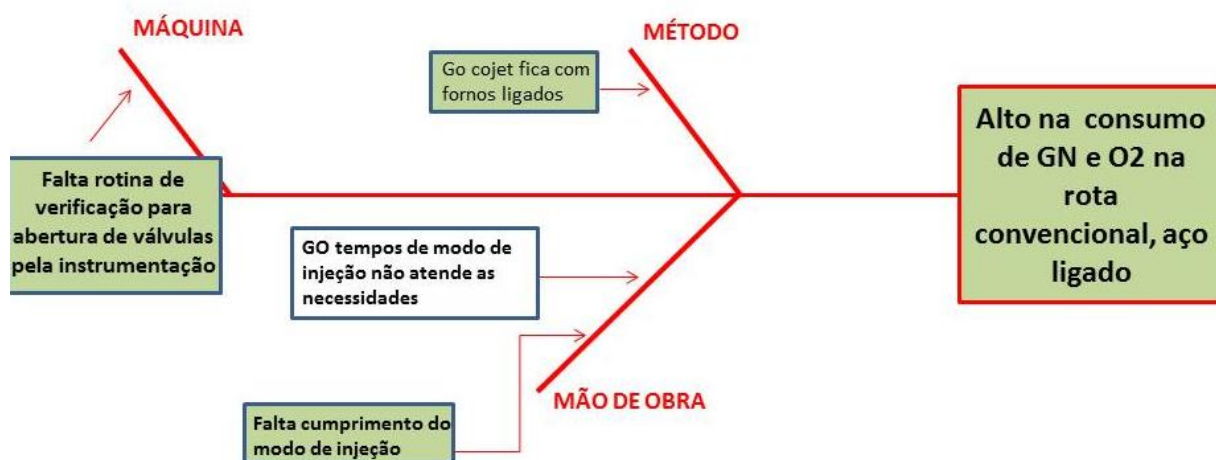 MÁQUINA
MÉTODO
Go cojet fica com
fornos ligados
Alto na consumo
de GN e O2 na
rota
convencional, aço
ligado
Falta rotina de
verificação para
abertura de válvulas
pela instrumentação
GO tempos de modo de
injeção não atende as
necessidades
MÃO DE OBRA
Falta cumprimento do
modo de injeção